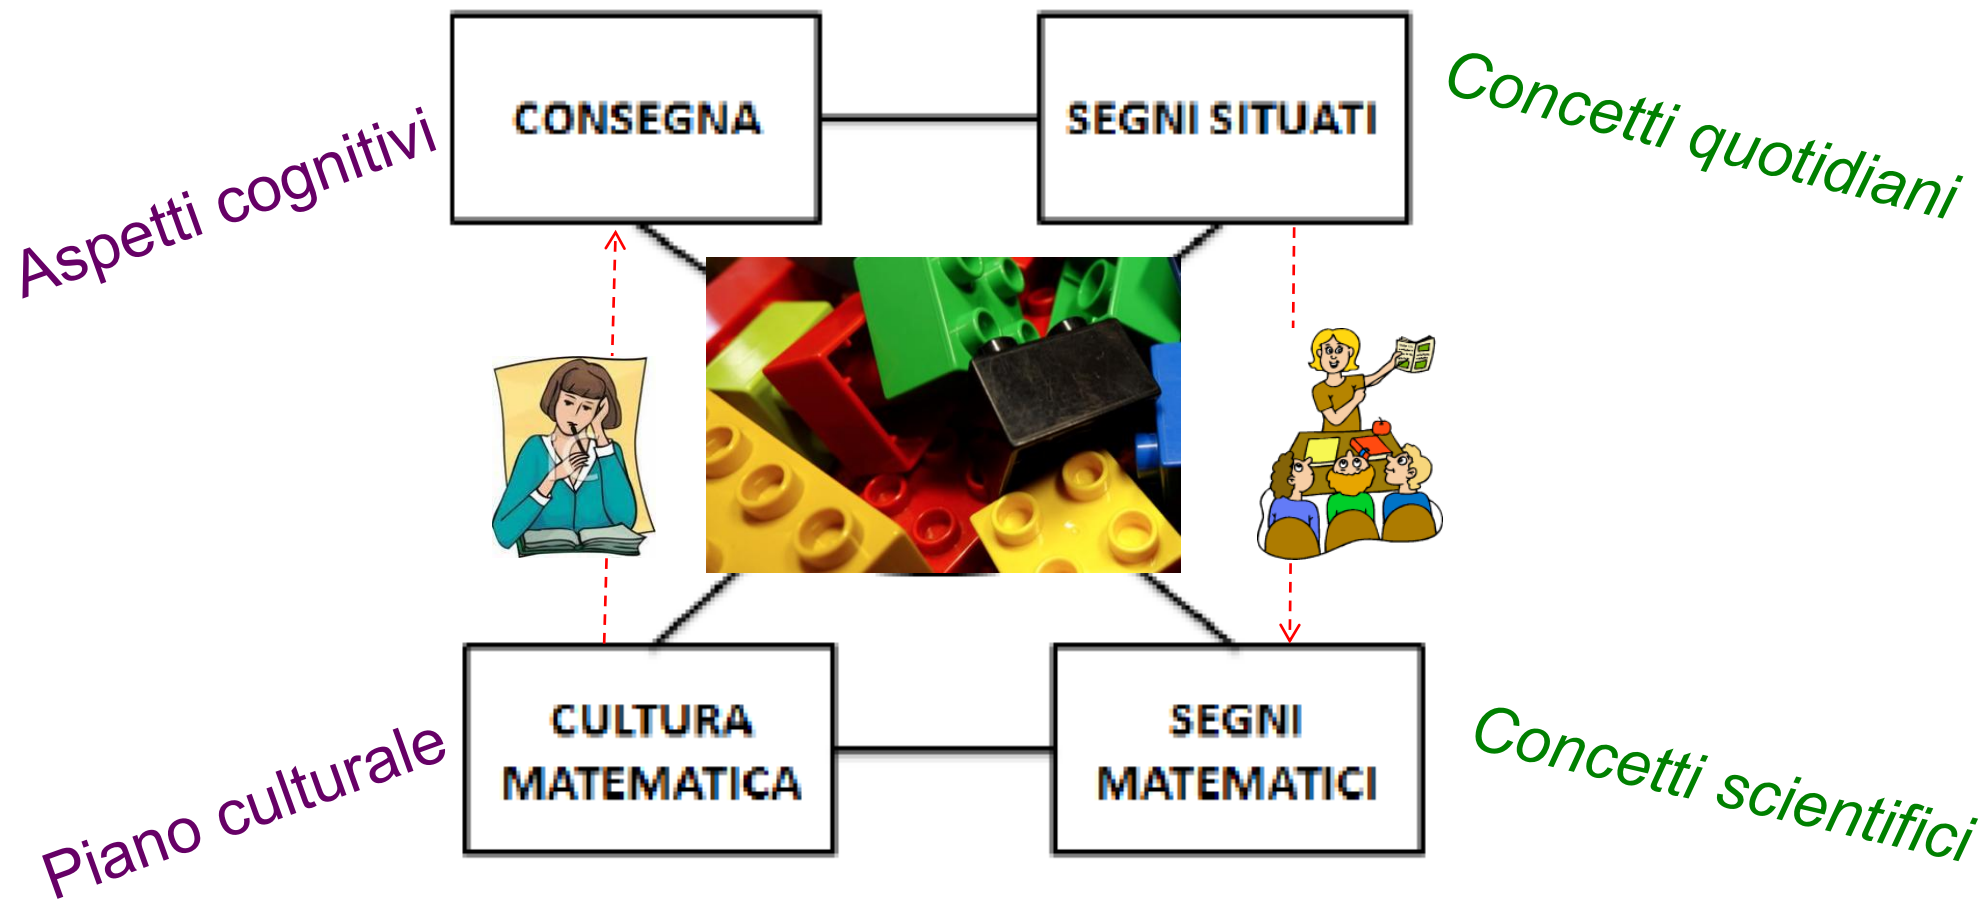 CONSEGNA
SEGNI SITUATI
Concetti quotidiani
Aspetti cognitivi
CULTURA
MATEMATICA
SEGNI
MATEMATICI
Piano culturale
Concetti scientifici